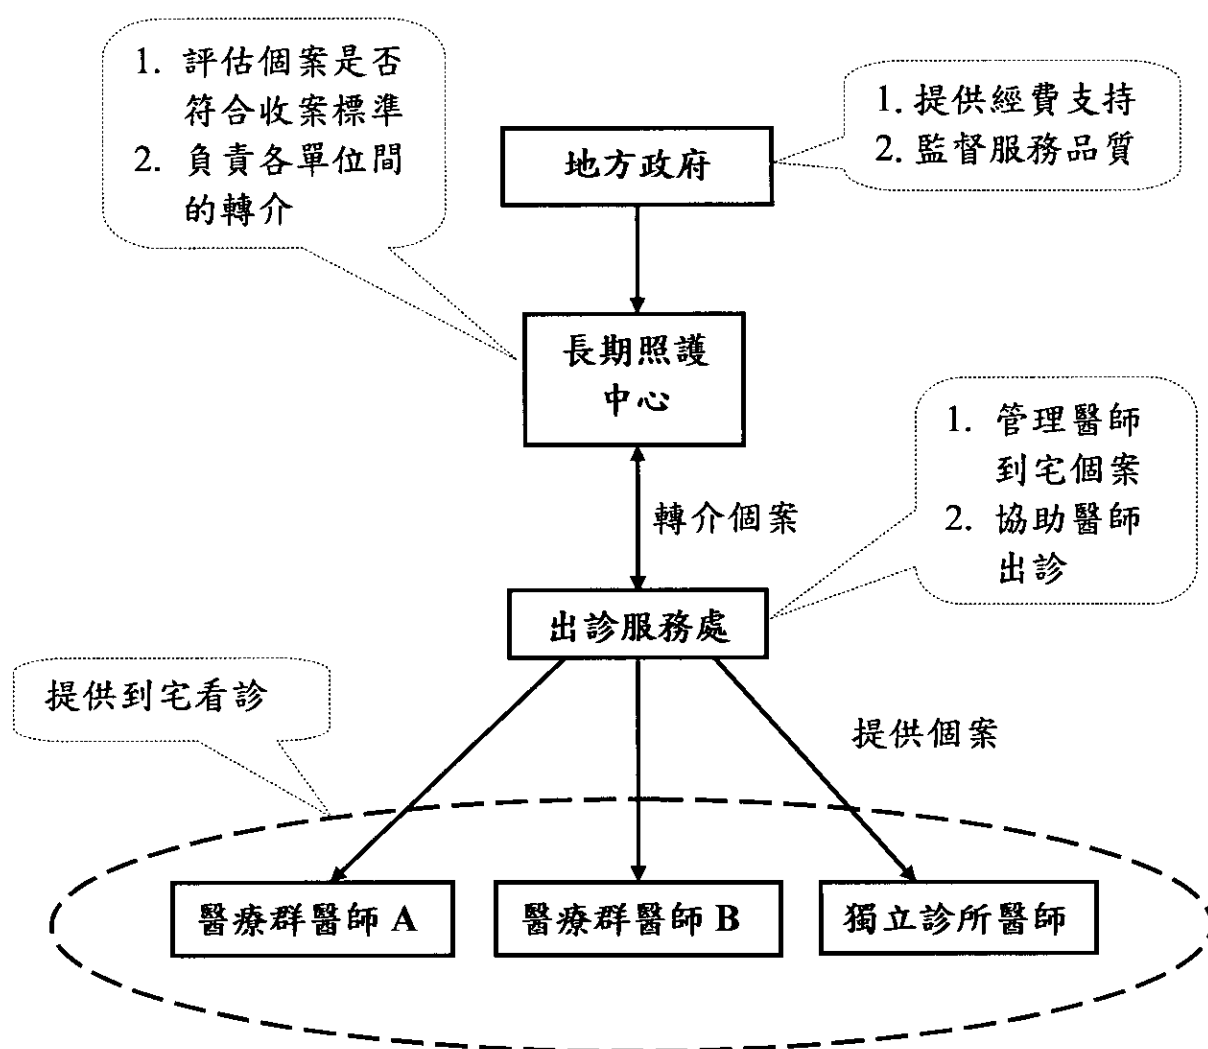 1. 評估個案是否
符合收案標準
2. 負責各單位間
的轉介
1. 提供經費支持
2. 監督服務品質
地方政府
長期照護
中心
1. 管理醫師
到宅個案
2. 協助醫師
出診
轉介個案
出診服務處
提供到宅看診
提供個案
醫療群醫師 A
醫療群醫師 B
獨立診所醫師